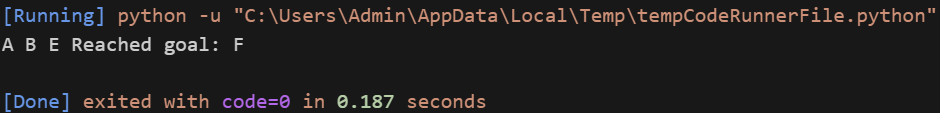 [Running] python -u "C:\Users\Admin\AppData\Local\Temp\tempCodeRunnerFile.python"
A B E Reached goal: F
[Done] exited with code=0 in 0.187 seconds